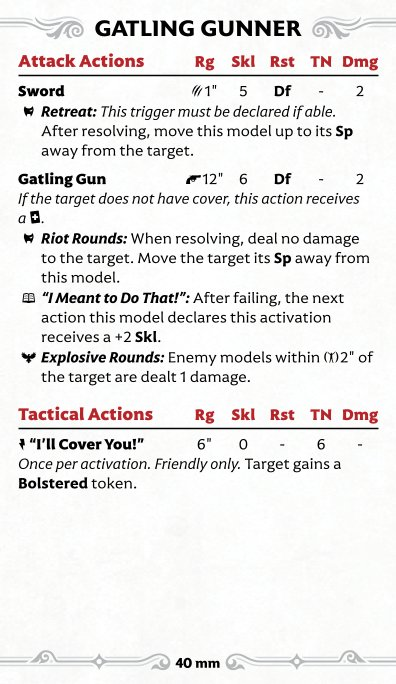 GATLING GUNNER
Attack Actions Rg Skl Rst TN Dmg
Sword 1" 5 Df - 2
Retreat: This trigger must be declared if able.
After resolving, move this model up to its Sp
away from the target.
Gatling Gun 12" 6 Df - 2
If the target does not have cover, this action receives
a .
Riot Rounds: When resolving, deal no damage
to the target. Move the target its Sp away from
this model.
“I Meant to Do That!”: After failing, the next
action this model declares this activation
receives a +2 Skl.
Explosive Rounds: Enemy models within 2" of
the target are dealt 1 damage.
Tactical Actions Rg Skl Rst TN Dmg
“I’ll Cover You!” 6" 0 - 6 -
Once per activation. Friendly only. Target gains a
Bolstered token.
40 mm